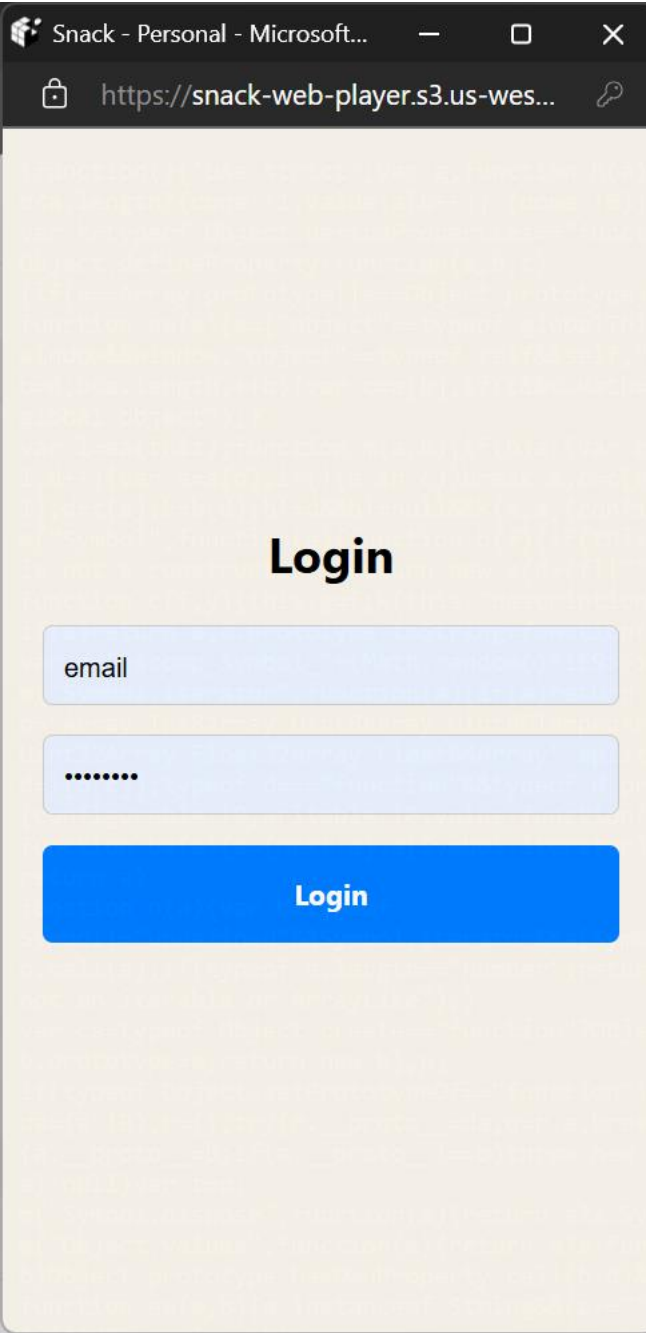 Snack - Personal - Microsoft...
https://snack-web-player.s3.us-wes...
Login
email
••••••••
Login